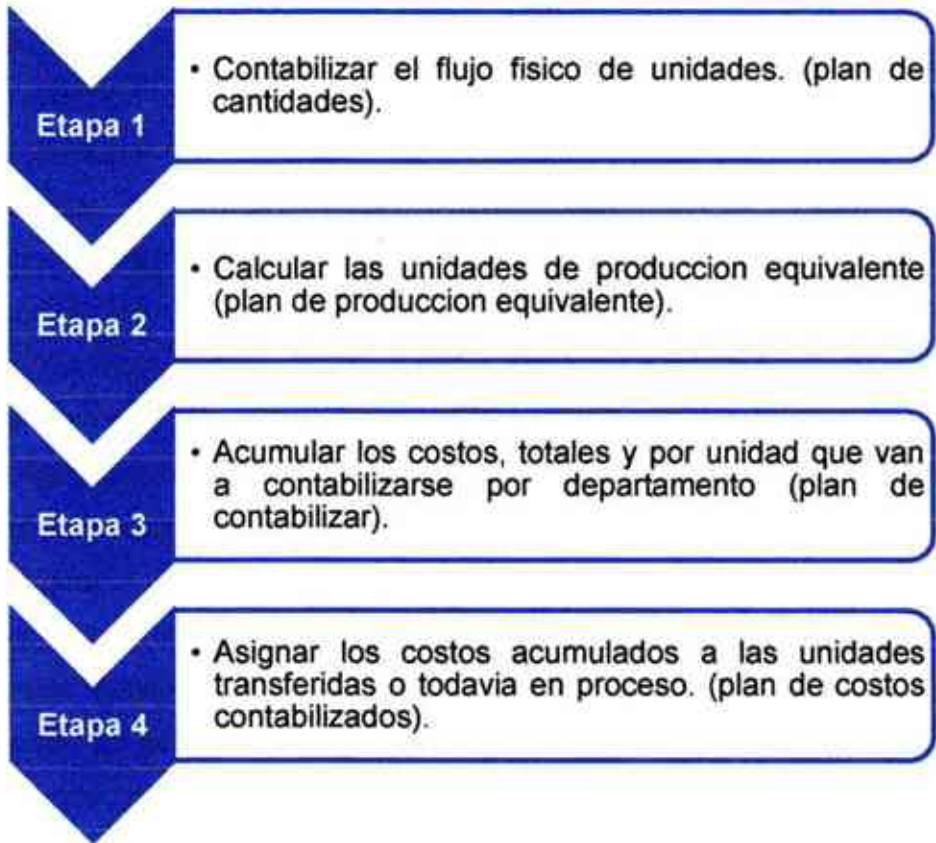 Etapa 1
• Contabilizar el flujo fisico de unidades. (plan de
cantidades).
Etapa 2
• Calcular las unidades de produccion equivalente
(plan de produccion equivalente).
Etapa 3
• Acumular los costos, totales y por unidad que van
a contabilizarse por departamento (plan de
contabilizar).
Etapa 4
• Asignar los costos acumulados a las unidades
transferidas o todavia en proceso. (plan de costos
contabilizados).